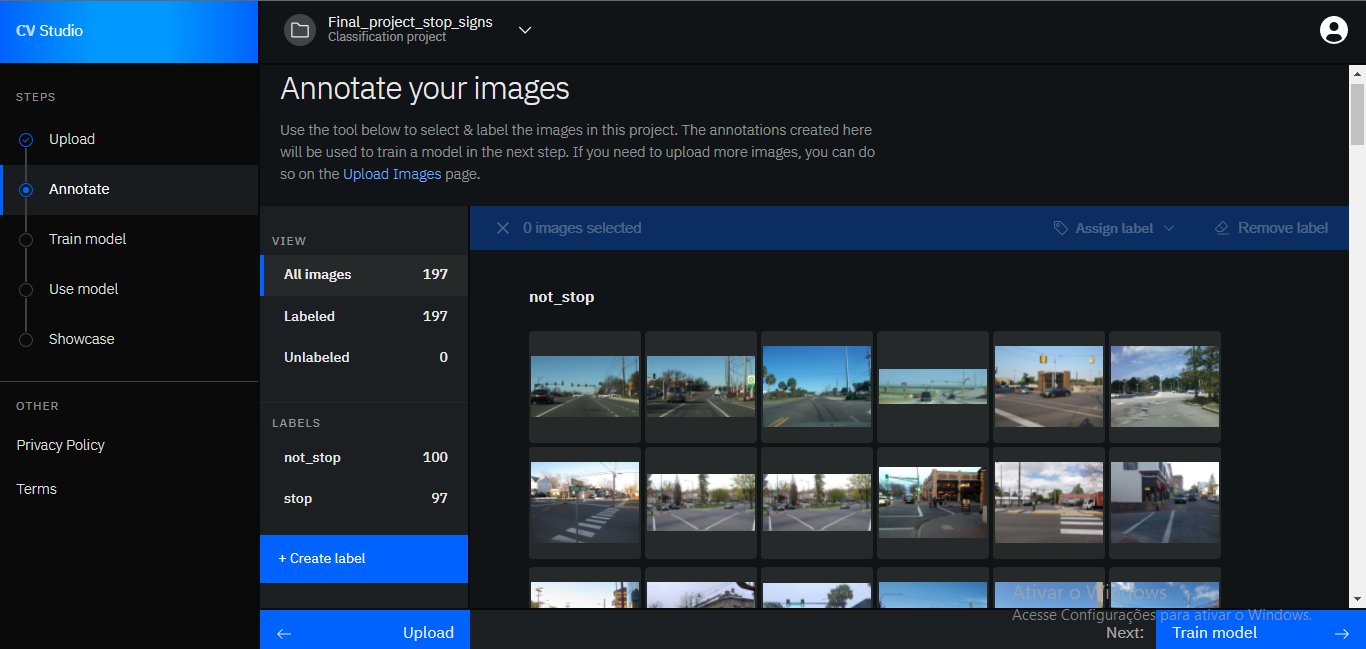 CV Studio
Final_project_stop_signs
Classification project
STEPS
Upload
Annotate
Train model
Use model
Showcase
OTHER
Privacy Policy
Terms
Annotate your images
Use the tool below to select & label the images in this project. The annotations created here
will be used to train a model in the next step. If you need to upload more images, you can do
so on the Upload Images page.
VIEW
All images 197
Labeled 197
Unlabeled 0
LABELS
not_stop 100
stop 97
+ Create label
0 images selected
Assign label
Remove label
not_stop
Ativar o Windows
Acesse Configurações para ativar o Windows.
Upload
Next:
Train model